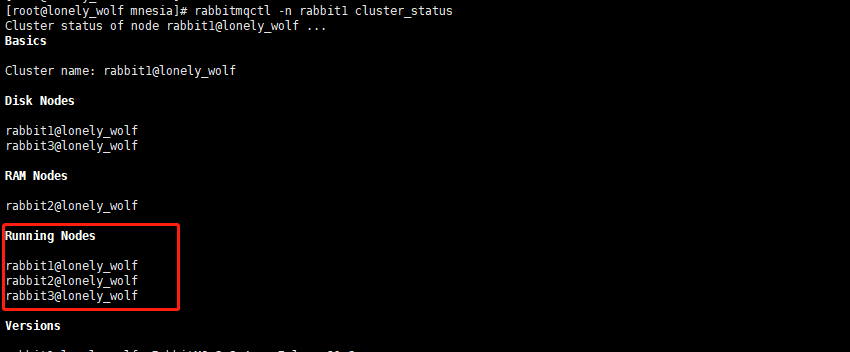 [root@lonely_wolf mnesia]# rabbitmqctl -n rabbit1 cluster_status
Cluster status of node rabbit1@lonely_wolf ...
Basics
Cluster name: rabbit1@lonely_wolf
Disk Nodes
rabbit1@lonely_wolf
rabbit3@lonely_wolf
RAM Nodes
rabbit2@lonely_wolf
Running Nodes
rabbit1@lonely_wolf
rabbit2@lonely_wolf
rabbit3@lonely_wolf
Versions